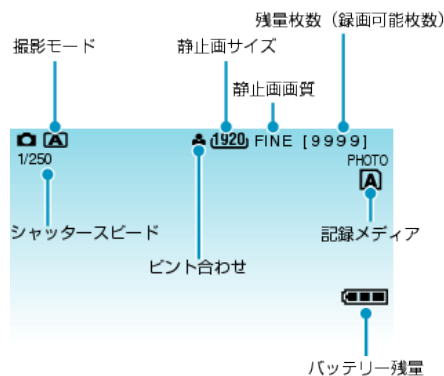 残量枚数（録画可能枚数）
撮影モード
静止画サイズ
静止画画質
A 1920 FINE [9999]
1/250
PHOTO
A
シャッタースピード
記録メディア
ピント合わせ
バッテリー残量